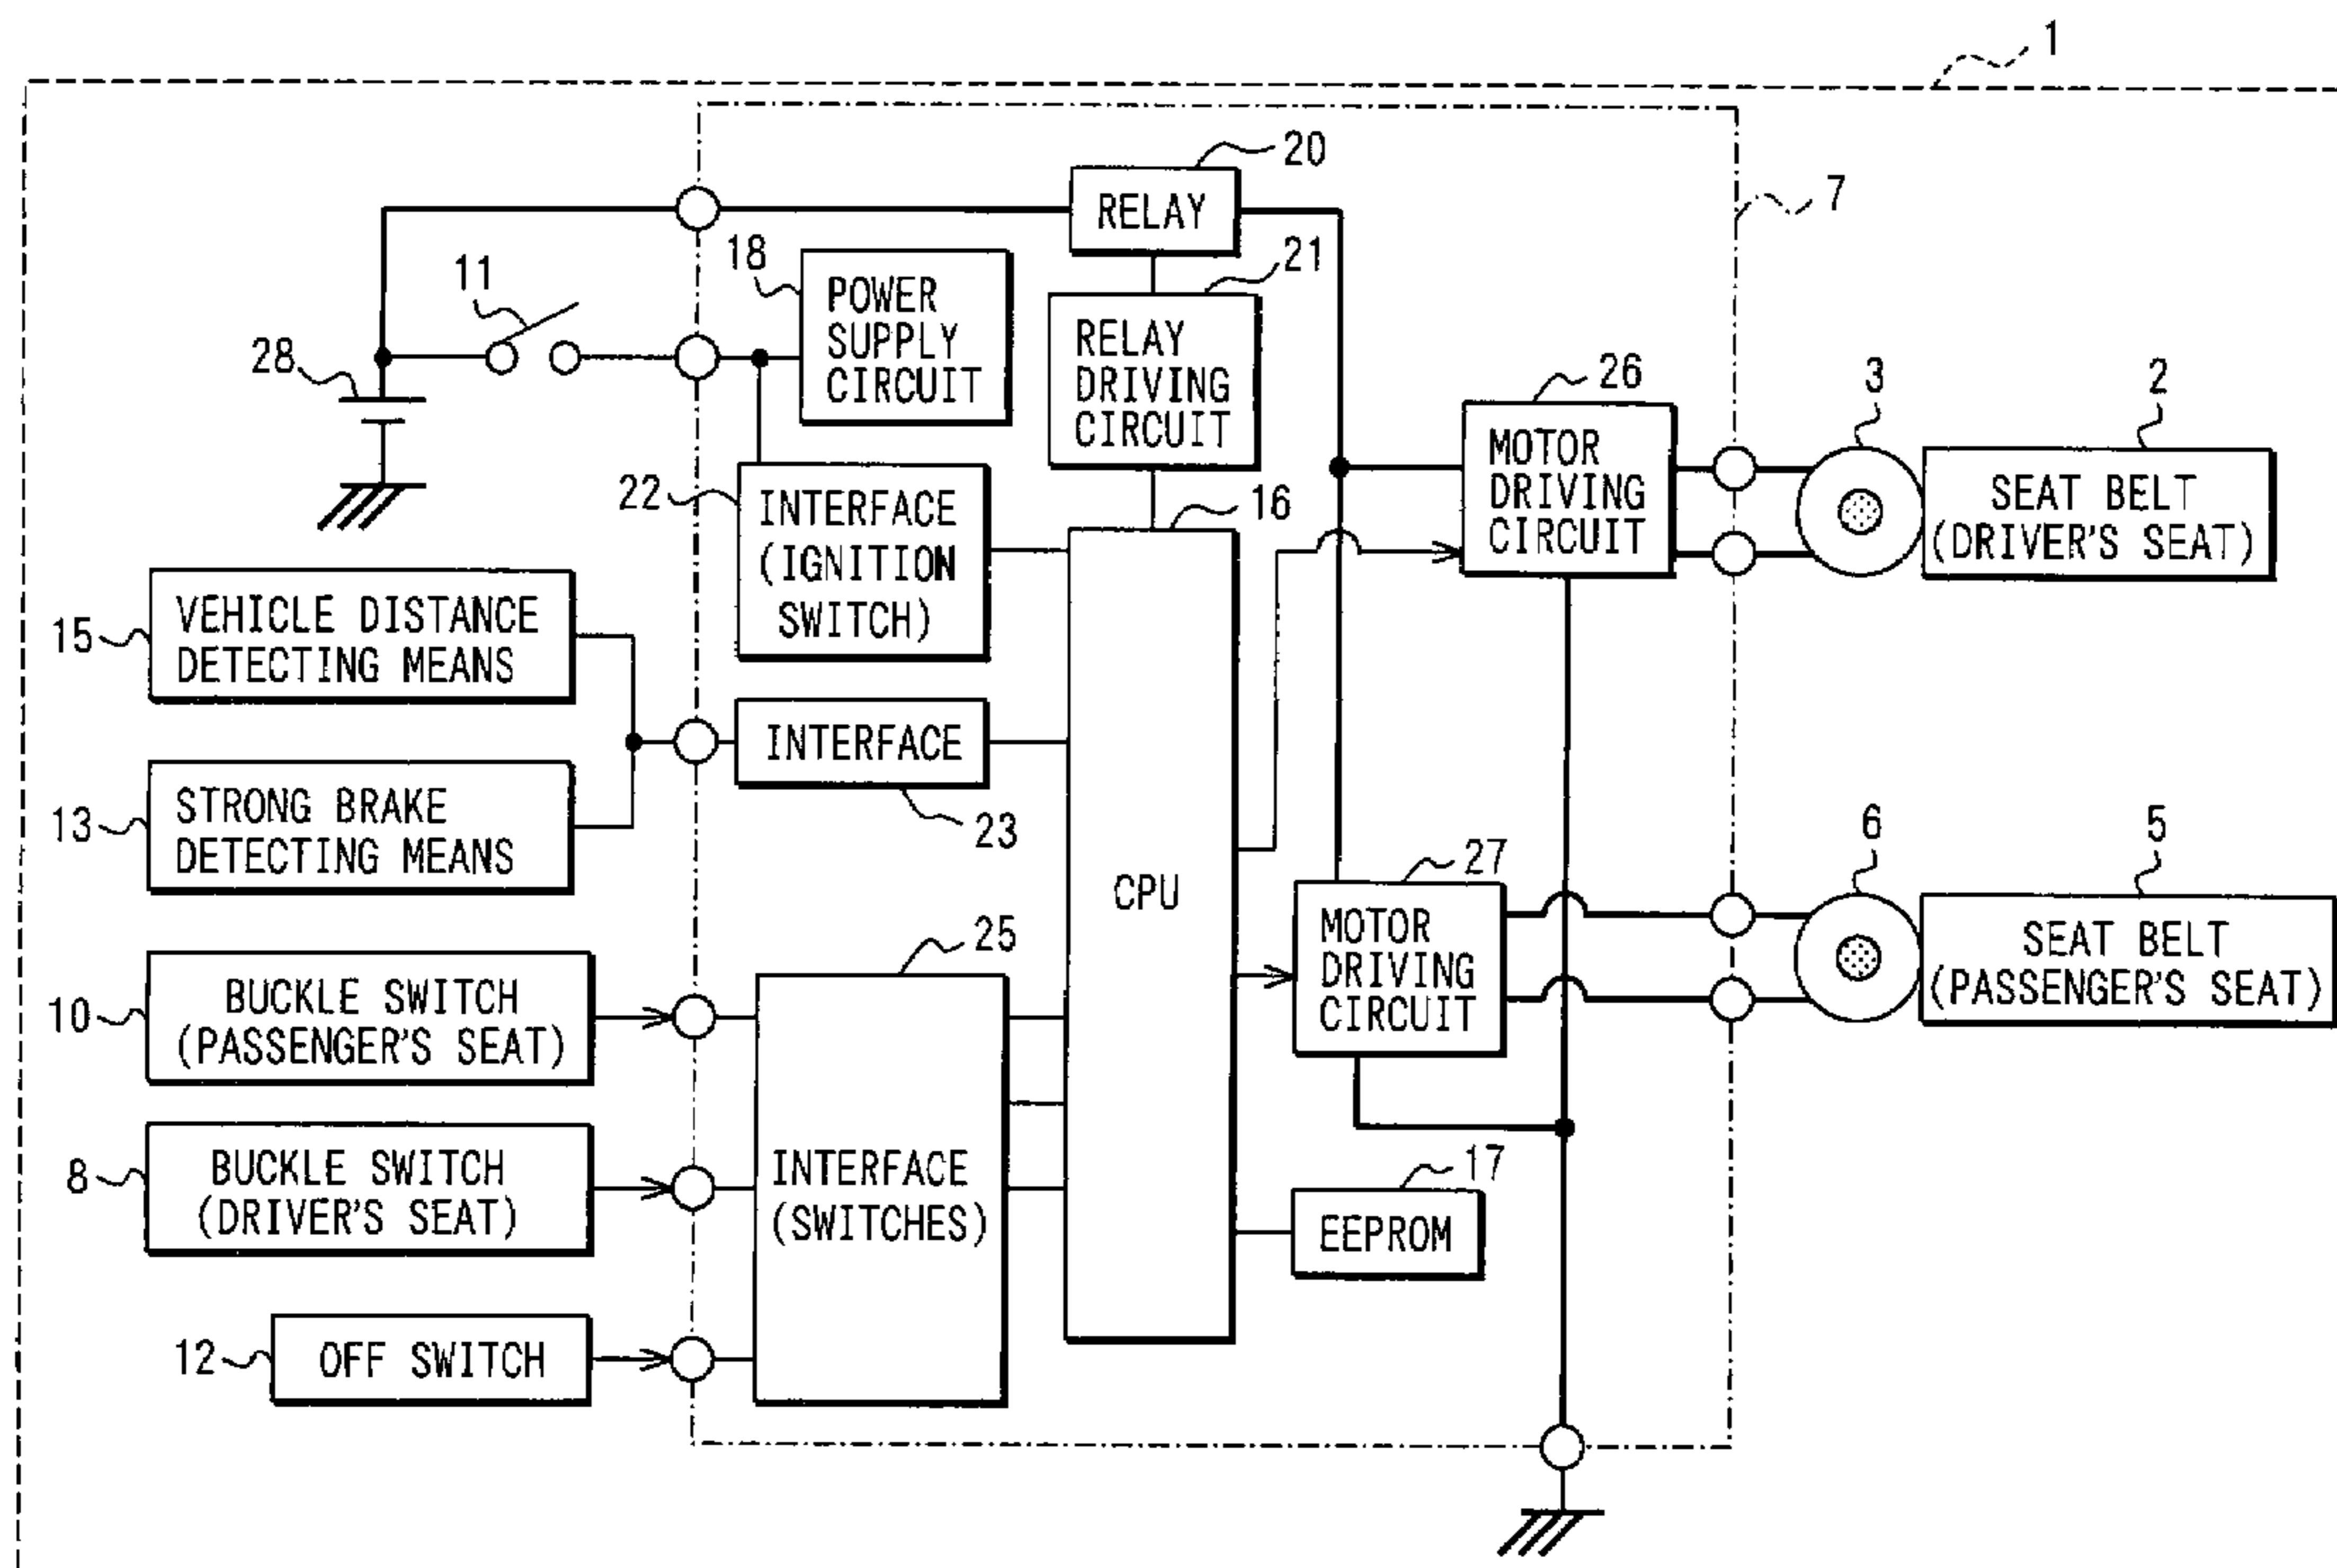 1
20
RELAY
7
11
18
POWER
SUPPLY
CIRCUIT
21
RELAY
DRIVING
CIRCUIT
28
26
MOTOR
DRIVING
CIRCUIT
3
2
SEAT BELT
(DRIVER'S SEAT)
22
INTERFACE
(IGNITION
SWITCH)
16
CPU
15
VEHICLE DISTANCE
DETECTING MEANS
INTERFACE
23
13
STRONG BRAKE
DETECTING MEANS
27
MOTOR
DRIVING
CIRCUIT
6
5
SEAT BELT
(PASSENGER'S SEAT)
25
INTERFACE
(SWITCHES)
10
BUCKLE SWITCH
(PASSENGER'S SEAT)
8
BUCKLE SWITCH
(DRIVER'S SEAT)
17
EEPROM
12
OFF SWITCH